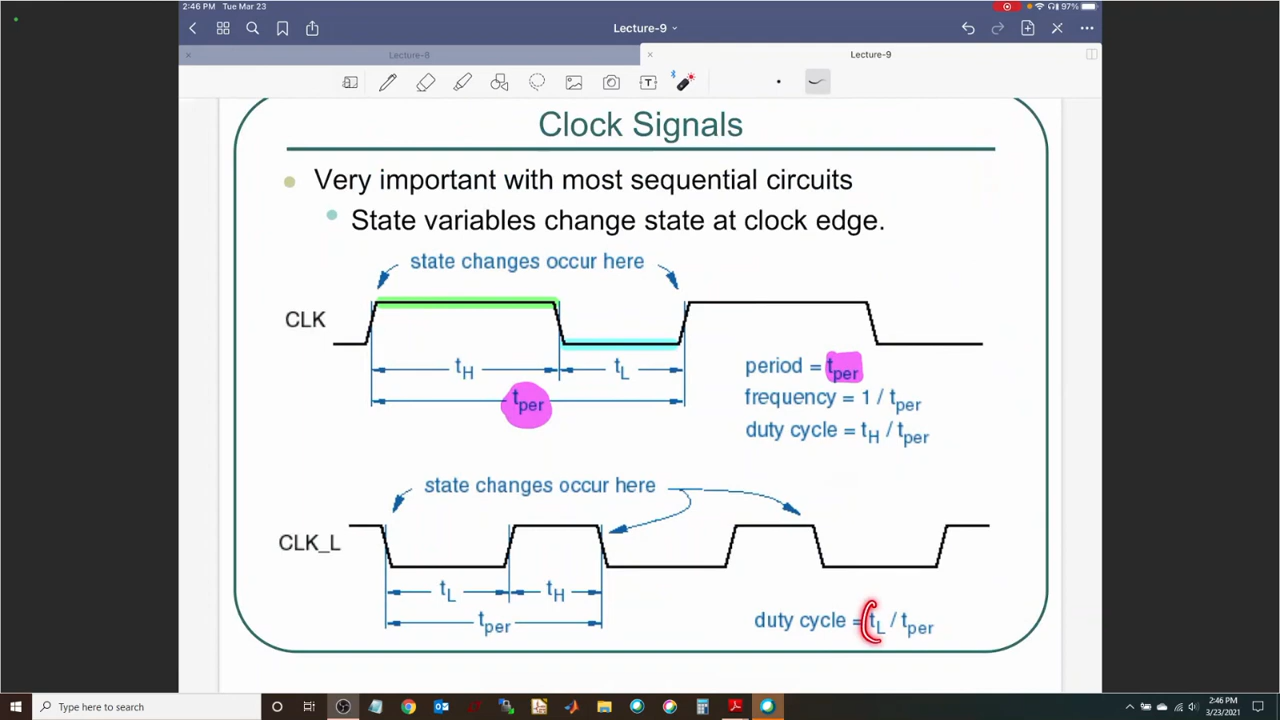 2:46 PM Tue Mar 23
97%
Lecture-9
Lecture-8
Lecture-9
Clock Signals
Very important with most sequential circuits
State variables change state at clock edge.
state changes occur here
CLK
tH
tL
tper
period = tper
frequency = 1 / tper
duty cycle = tH / tper
state changes occur here
CLK_L
tL
tH
tper
duty cycle = tL / tper
Type here to search
2:46 PM
3/23/2021